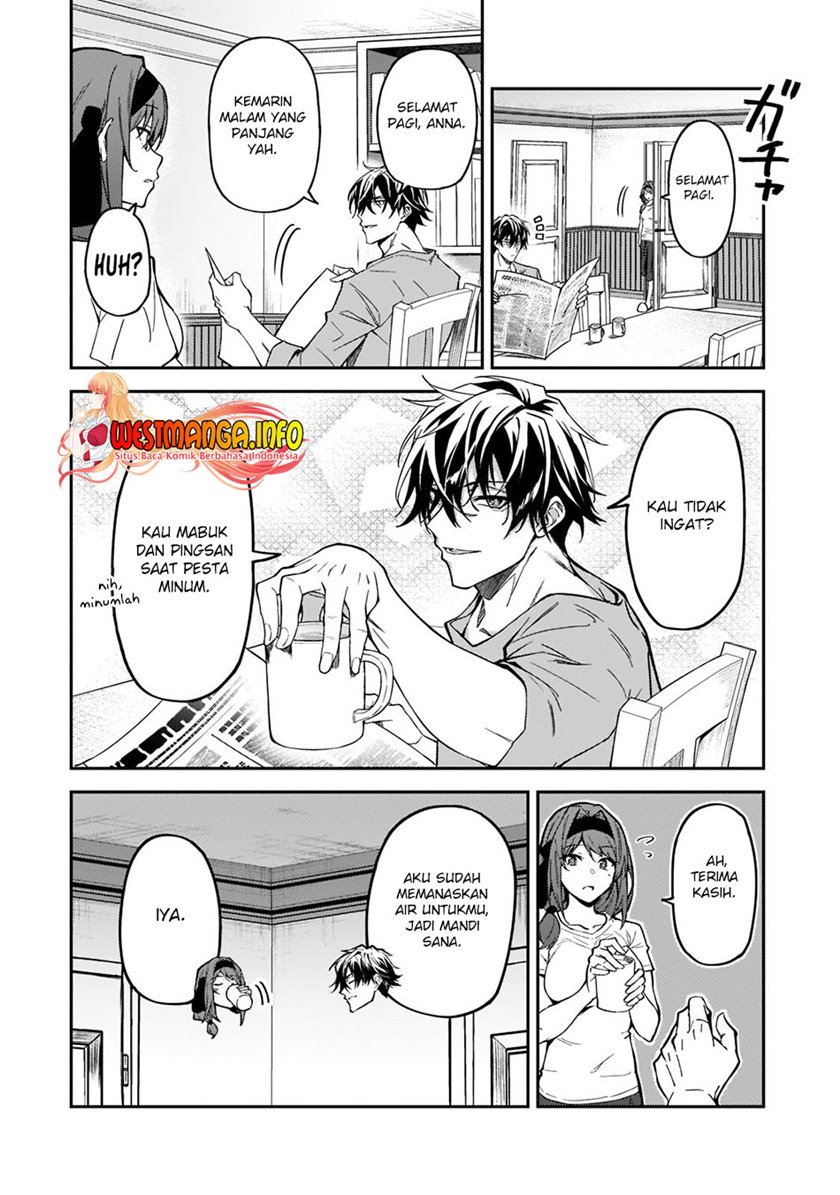 ガチャ
SELAMAT
PAGI.
SELAMAT
PAGI, ANNA.
KEMARIN
MALAM YANG
PANJANG
YAH.
HUH?
KAU TIDAK
INGAT?
KAU MABUK
DAN PINGSAN
SAAT PESTA
MINUM.
nih,
minumlah
WESTMANGA.INFO
Situs Baca Komik Berbahasa Indonesia
AH,
TERIMA
KASIH.
AKU SUDAH
MEMANASKAN
AIR UNTUKMU,
JADI MANDI
SANA.
IYA.